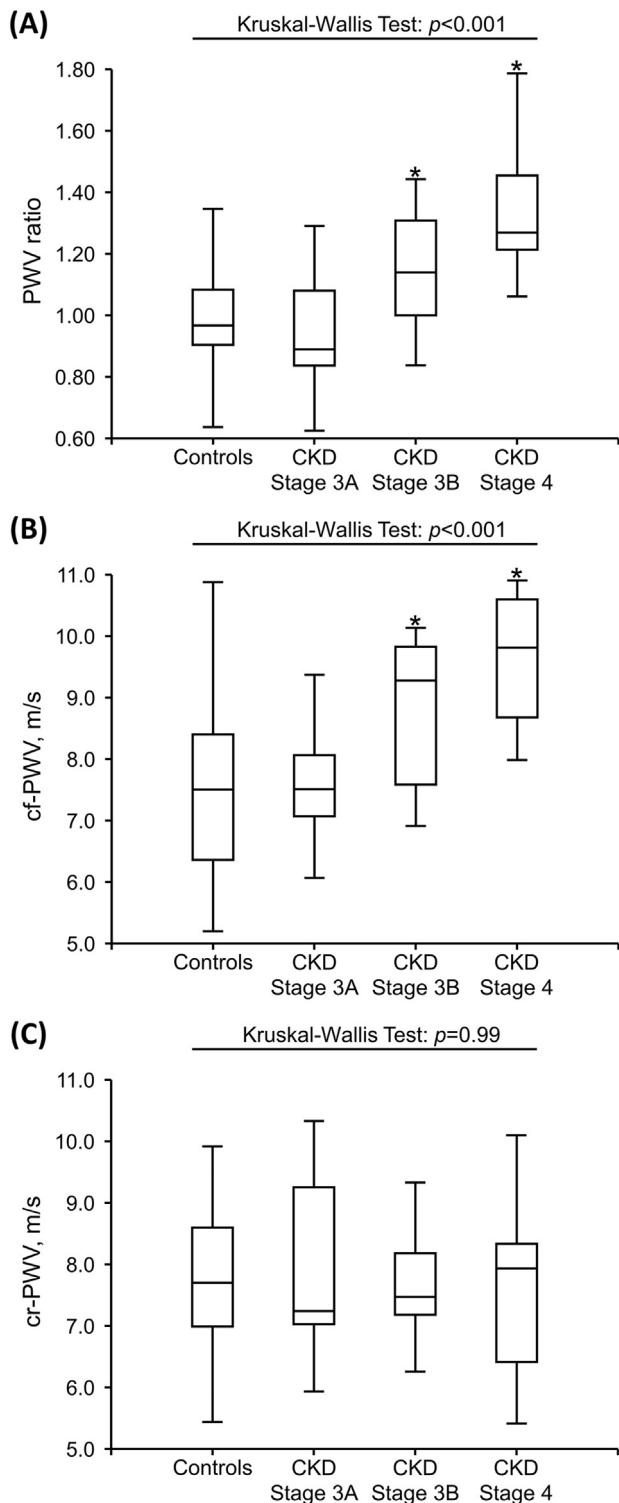 (A)
Kruskal-Wallis Test: p<0.001
1.80
1.60
1.40
1.20
1.00
0.80
0.60
PWV ratio
* *
Controls CKD CKD CKD
Stage 3A Stage 3B Stage 4
(B)
Kruskal-Wallis Test: p<0.001
11.0
10.0
9.0
8.0
7.0
6.0
5.0
cf-PWV, m/s
* *
Controls CKD CKD CKD
Stage 3A Stage 3B Stage 4
(C)
Kruskal-Wallis Test: p=0.99
11.0
10.0
9.0
8.0
7.0
6.0
5.0
cr-PWV, m/s
Controls CKD CKD CKD
Stage 3A Stage 3B Stage 4